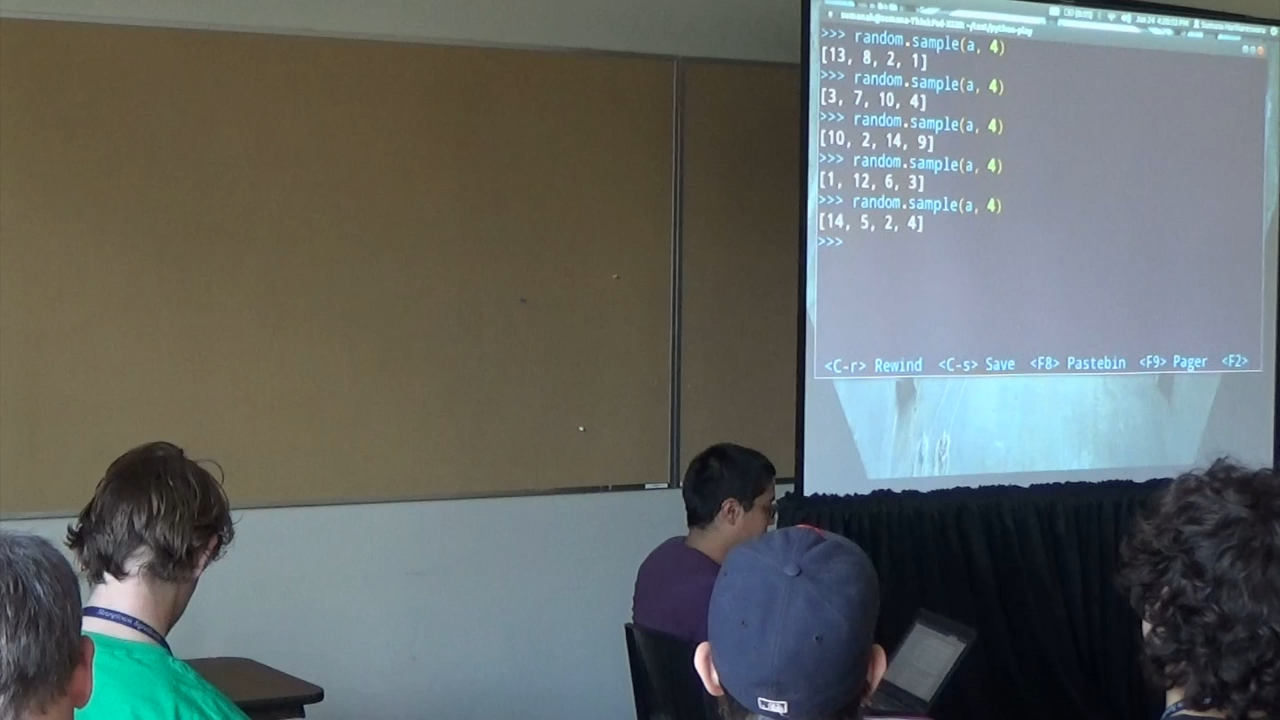 >>> random.sample(a, 4)
[13, 8, 2, 1]
>>> random.sample(a, 4)
[3, 7, 10, 4]
>>> random.sample(a, 4)
[10, 2, 14, 9]
>>> random.sample(a, 4)
[1, 12, 6, 3]
>>> random.sample(a, 4)
[14, 5, 2, 4]
>>>
<C-r> Rewind <C-s> Save <F8> Pastebin <F9> Pager <F2>